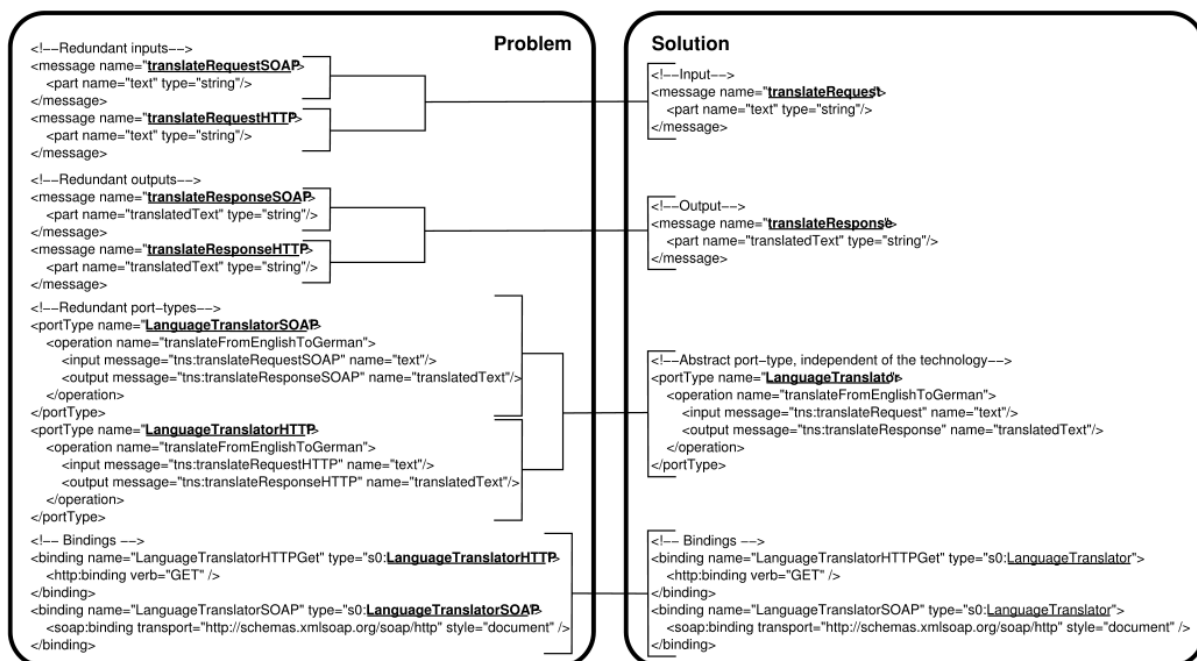 Problem
<!--Redundant inputs-->
<message name="translateRequestSOAP">
<part name="text" type="string"/>
</message>
<message name="translateRequestHTTP">
<part name="text" type="string"/>
</message>
<!--Redundant outputs-->
<message name="translateResponseSOAP">
<part name="translatedText" type="string"/>
</message>
<message name="translateResponseHTTP">
<part name="translatedText" type="string"/>
</message>
<!--Redundant port-types-->
<portType name="LanguageTranslatorSOAP">
<operation name="translateFromEnglishToGerman">
<input message="tns:translateRequestSOAP" name="text"/>
<output message="tns:translateResponseSOAP" name="translatedText"/>
</operation>
</portType>
<portType name="LanguageTranslatorHTTP">
<operation name="translateFromEnglishToGerman">
<input message="tns:translateRequestHTTP" name="text"/>
<output message="tns:translateResponseHTTP" name="translatedText"/>
</operation>
</portType>
<!-- Bindings -->
<binding name="LanguageTranslatorHTTPGet" type="s0:LanguageTranslatorHTTP">
<http:binding verb="GET" />
</binding>
<binding name="LanguageTranslatorSOAP" type="s0:LanguageTranslatorSOAP">
<soap:binding transport="http://schemas.xmlsoap.org/soap/http" style="document" />
</binding>
Solution
<!--Input-->
<message name="translateRequest">
<part name="text" type="string"/>
</message>
<!--Output-->
<message name="translateResponse">
<part name="translatedText" type="string"/>
</message>
<!--Abstract port-type, independent of the technology-->
<portType name="LanguageTranslator">
<operation name="translateFromEnglishToGerman">
<input message="tns:translateRequest" name="text"/>
<output message="tns:translateResponse" name="translatedText"/>
</operation>
</portType>
<!-- Bindings -->
<binding name="LanguageTranslatorHTTPGet" type="s0:LanguageTranslator">
<http:binding verb="GET" />
</binding>
<binding name="LanguageTranslatorSOAP" type="s0:LanguageTranslator">
<soap:binding transport="http://schemas.xmlsoap.org/soap/http" style="document" />
</binding>